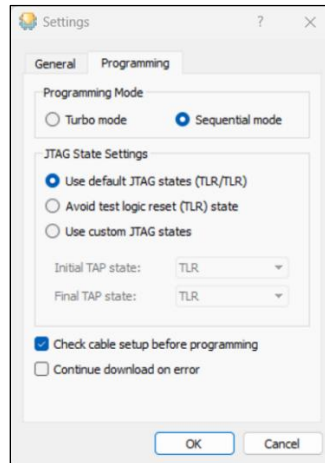 Settings
General Programming
Programming Mode
Turbo mode Sequential mode
JTAG State Settings
Use default JTAG states (TLR/TLR)
Avoid test logic reset (TLR) state
Use custom JTAG states
Initial TAP state: TLR
Final TAP state: TLR
Check cable setup before programming
Continue download on error
OK Cancel